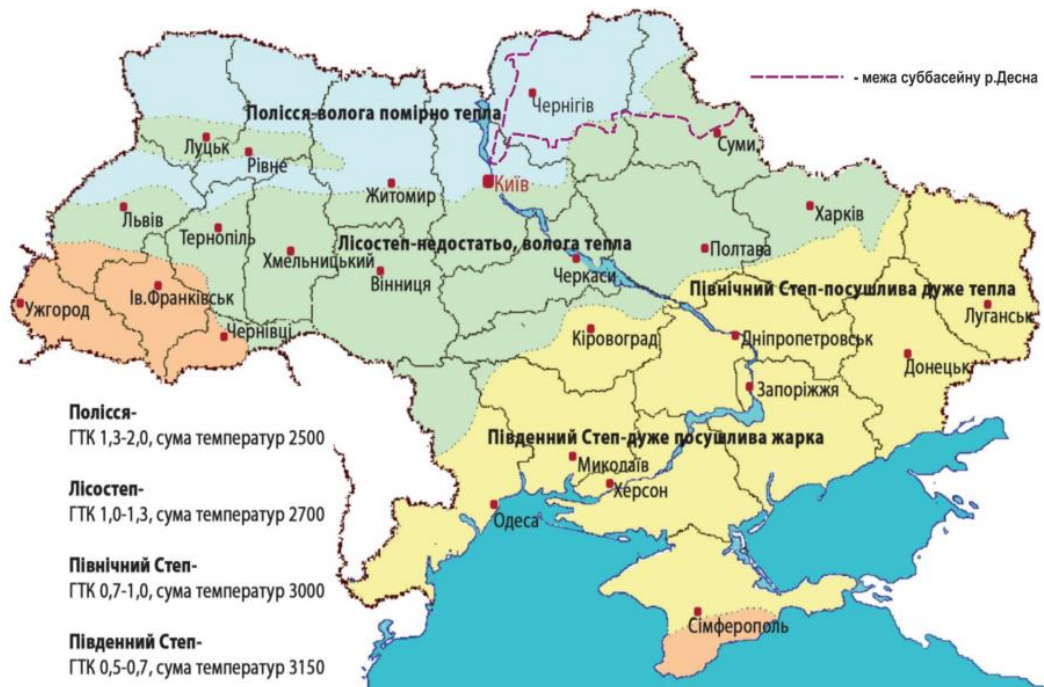 - межа суббасейну р.Десна
Чернігів
Полісся-волога помірно тепла
Суми
Луцьк
Рівне
Житомир
Київ
Львів
Харків
Тернопіль
Лісостеп-недостатьо, волога тепла
Хмельницький
Полтава
Вінниця
Черкаси
Ужгород
Ів.Франківськ
Північний Степ-посушлива дуже тепла
Луганськ
Чернівці
Кіровоград
Дніпропетровськ
Донецьк
Запоріжжя
Полісся-
ГТК 1,3-2,0, сума температур 2500
Південний Степ-дуже посушлива жарка
Миколаїв
Херсон
Лісостеп-
ГТК 1,0-1,3, сума температур 2700
Одеса
Північний Степ-
ГТК 0,7-1,0, сума температур 3000
Сімферополь
Південний Степ-
ГТК 0,5-0,7, сума температур 3150